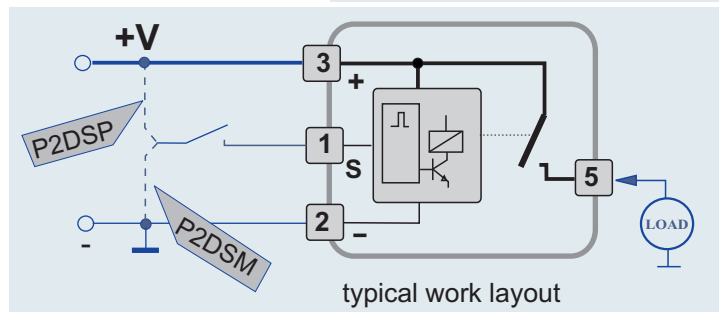 +V
3
+
P2DSP
1
S
5
LOAD
2
-
-
P2DSM
typical work layout